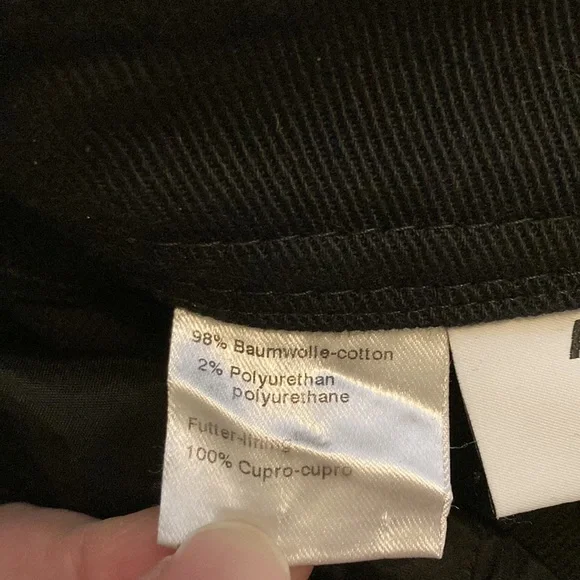 98% Baumwolle-cotton
2% Polyurethan
polyurethane
Futter-lining
100% Cupro-cupro